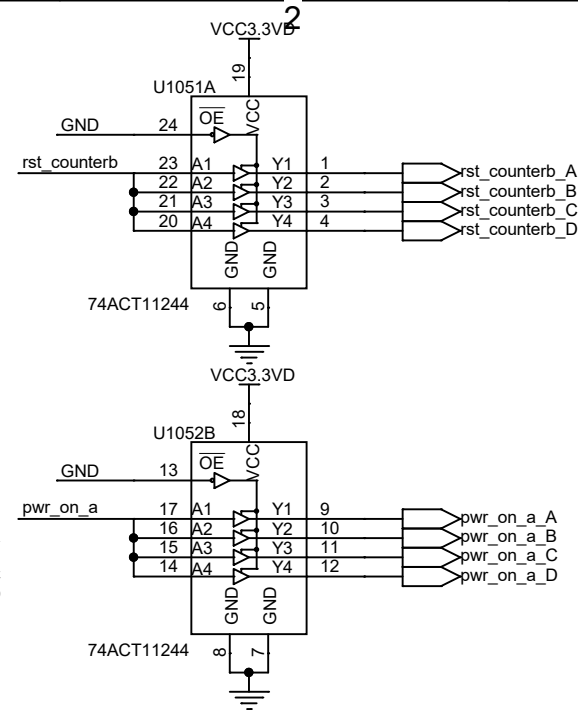 2
VCC3.3VD
19
U1051A
VCC
GND 24 OE
rst_counterb 23 A1 Y1 1 rst_counterb_A
22 A2 Y2 2 rst_counterb_B
21 A3 Y3 3 rst_counterb_C
20 A4 Y4 4 rst_counterb_D
GND GND
74ACT11244 6 5
VCC3.3VD
18
U1052B
VCC
GND 13 OE
pwr_on_a 17 A1 Y1 9 pwr_on_a_A
16 A2 Y2 10 pwr_on_a_B
15 A3 Y3 11 pwr_on_a_C
14 A4 Y4 12 pwr_on_a_D
GND GND
74ACT11244 8 7